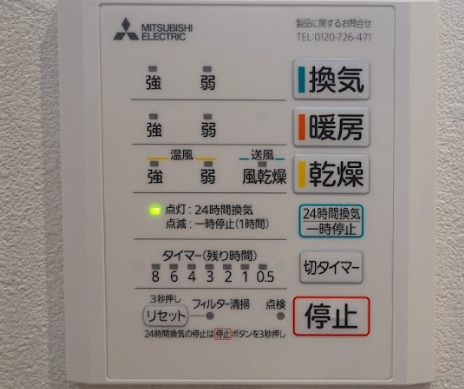 MITSUBISHI
ELECTRIC
製品に関するお問合せ
TEL:0120-726-471
強 弱 換気
強 弱 暖房
温風 送風
強 弱 風乾燥 乾燥
点灯:24時間換気
点滅:一時停止(1時間)
24時間換気
一時停止
タイマー(残り時間)
8 6 4 3 2 1 0.5
切タイマー
3秒押し
リセット フィルター清掃 点検
停止
24時間換気の停止は停止ボタンを3秒押し